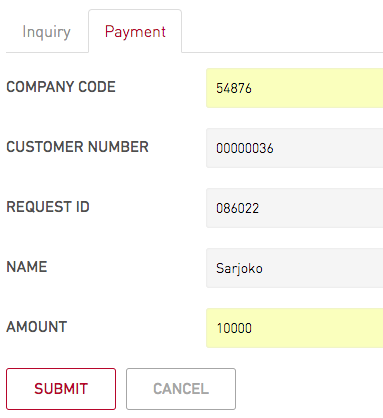 Inquiry Payment
COMPANY CODE 54876
CUSTOMER NUMBER 00000036
REQUEST ID 086022
NAME Sarjoko
AMOUNT 10000
SUBMIT CANCEL